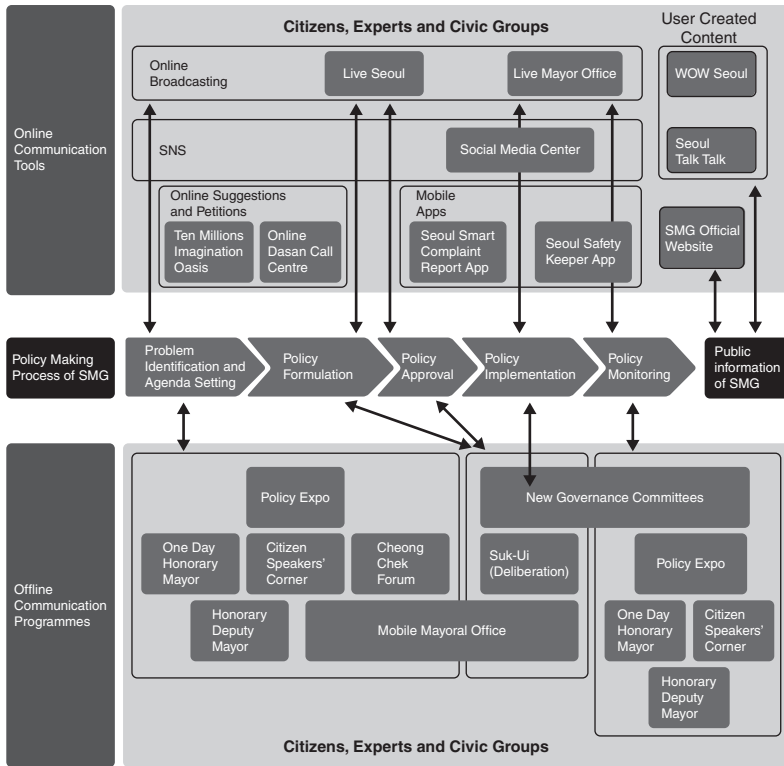 Citizens, Experts and Civic Groups
User Created
Content
Online
Broadcasting
Live Seoul
Live Mayor Office
WOW Seoul
Online
Communication
Tools
SNS
Social Media Center
Seoul
Talk Talk
Online Suggestions
and Petitions
Ten Millions
Imagination
Oasis
Online
Dasan Call
Centre
Mobile
Apps
Seoul Smart
Complaint
Report App
Seoul Safety
Keeper App
SMG Official
Website
Policy Making
Process of SMG
Problem
Identification and
Agenda Setting
Policy
Formulation
Policy
Approval
Policy
Implementation
Policy
Monitoring
Public
information
of SMG
Offline
Communication
Programmes
Policy Expo
One Day
Honorary
Mayor
Citizen
Speakers'
Corner
Cheong
Chek
Forum
Honorary
Deputy
Mayor
Mobile Mayoral Office
New Governance Committees
Suk-Ui
(Deliberation)
Policy Expo
One Day
Honorary
Mayor
Citizen
Speakers'
Corner
Honorary
Deputy
Mayor
Citizens, Experts and Civic Groups